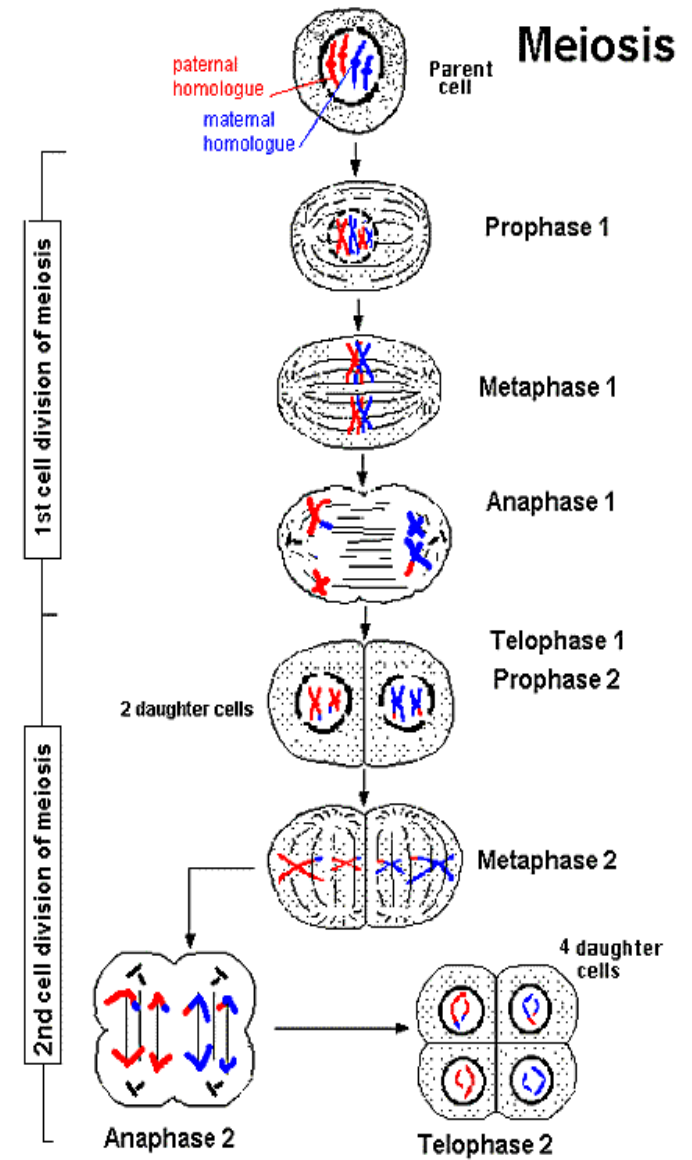 Meiosis
paternal
homologue
maternal
homologue
Parent
cell
Prophase 1
1st cell division of meiosis
Metaphase 1
Anaphase 1
Telophase 1
Prophase 2
2 daughter cells
2nd cell division of meiosis
Metaphase 2
4 daughter
cells
Anaphase 2
Telophase 2